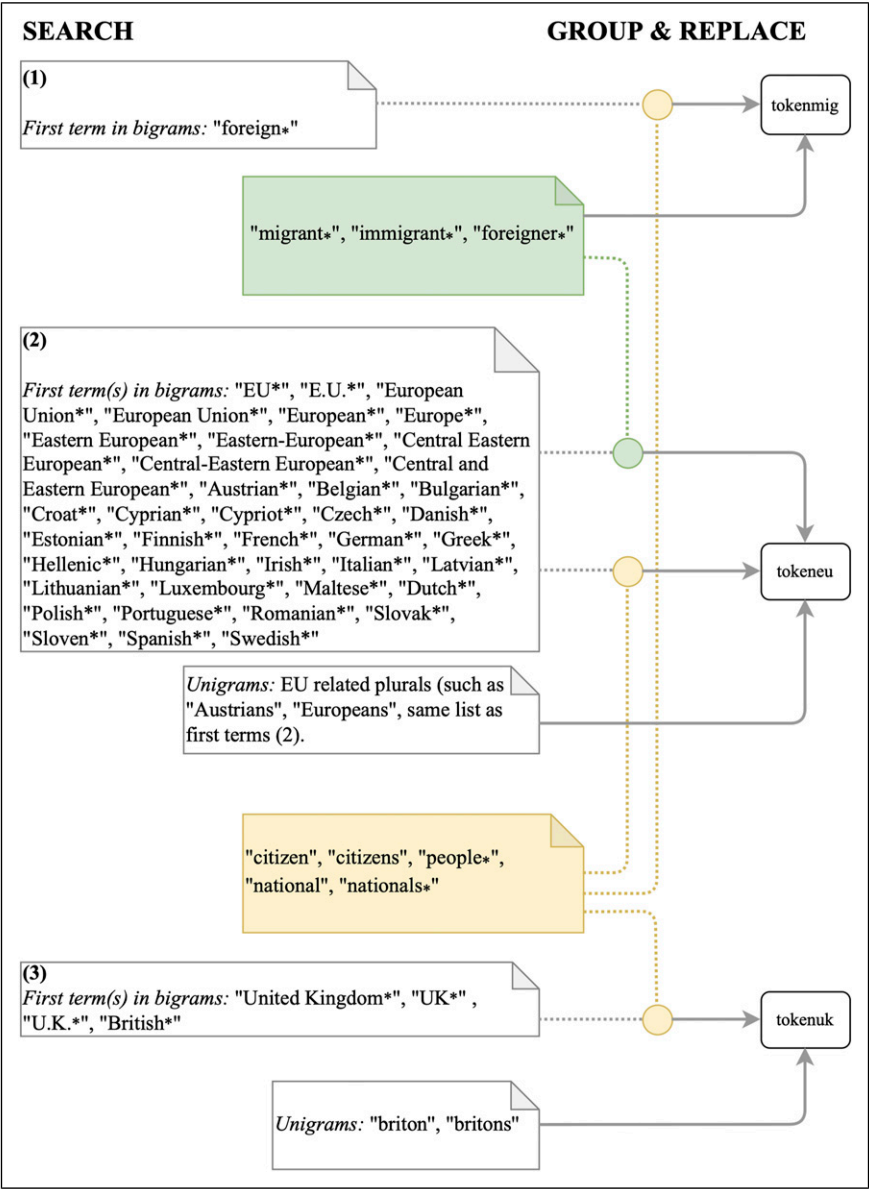 SEARCH
GROUP & REPLACE
(1)
First term in bigrams: "foreign*"
tokenmig
"migrant*", "immigrant*", "foreigner*"
(2)
First term(s) in bigrams: "EU*", "E.U.*", "European
Union*", "European Union*", "European*", "Europe*",
"Eastern European*", "Eastern-European*", "Central Eastern
European*", "Central-Eastern European*", "Central and
Eastern European*", "Austrian*", "Belgian*", "Bulgarian*",
"Croat*", "Cyprian*", "Cypriot*", "Czech*", "Danish*",
"Estonian*", "Finnish*", "French*", "German*", "Greek*",
"Hellenic*", "Hungarian*", "Irish*", "Italian*", "Latvian*",
"Lithuanian*", "Luxembourg*", "Maltese*", "Dutch*",
"Polish*", "Portuguese*", "Romanian*", "Slovak*",
"Sloven*", "Spanish*", "Swedish*"
tokeneu
Unigrams: EU related plurals (such as
"Austrians", "Europeans", same list as
first terms (2).
"citizen", "citizens", "people*",
"national", "nationals*"
(3)
First term(s) in bigrams: "United Kingdom*", "UK*" ,
"U.K.*", "British*"
tokenuk
Unigrams: "briton", "britons"